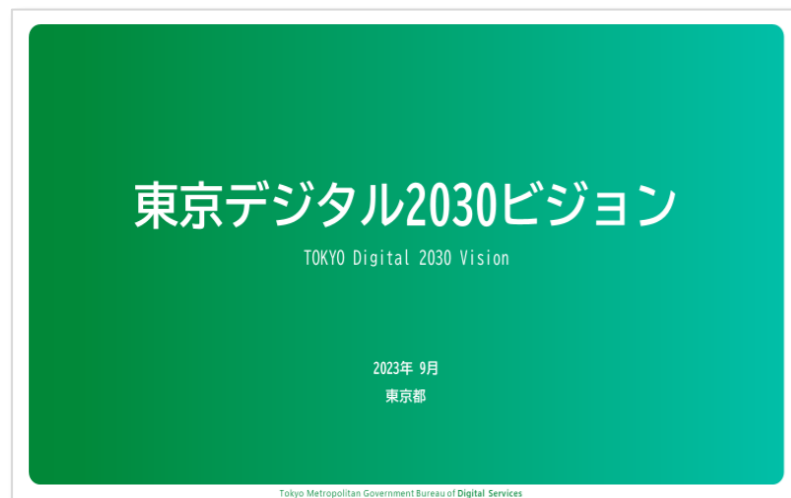 東京デジタル2030ビジョン
TOKYO Digital 2030 Vision
2023年 9月
東京都
Tokyo Metropolitan Government Bureau of Digital Services